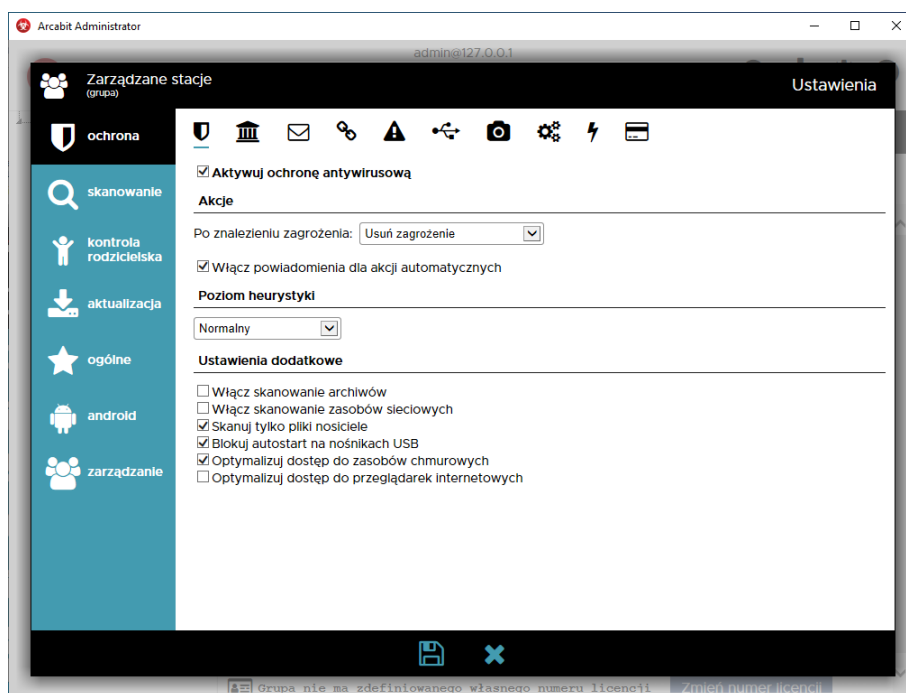 Arcabit Administrator
admin@127.0.0.1
Zarządzane stacje
(grupa)
Ustawienia
ochrona
skanowanie
kontrola
rodzicielska
aktualizacja
ogólne
android
zarządzanie
Aktywuj ochronę antywirusową
Akcje
Po znalezieniu zagrożenia: Usuń zagrożenie
Włącz powiadomienia dla akcji automatycznych
Poziom heurystyki
Normalny
Ustawienia dodatkowe
Włącz skanowanie archiwów
Włącz skanowanie zasobów sieciowych
Skanuj tylko pliki nosiciele
Blokuj autostart na nośnikach USB
Optymalizuj dostęp do zasobów chmurowych
Optymalizuj dostęp do przeglądarek internetowych
Grupa nie ma zdefiniowanego własnego numeru licencji
Zmień numer licencji